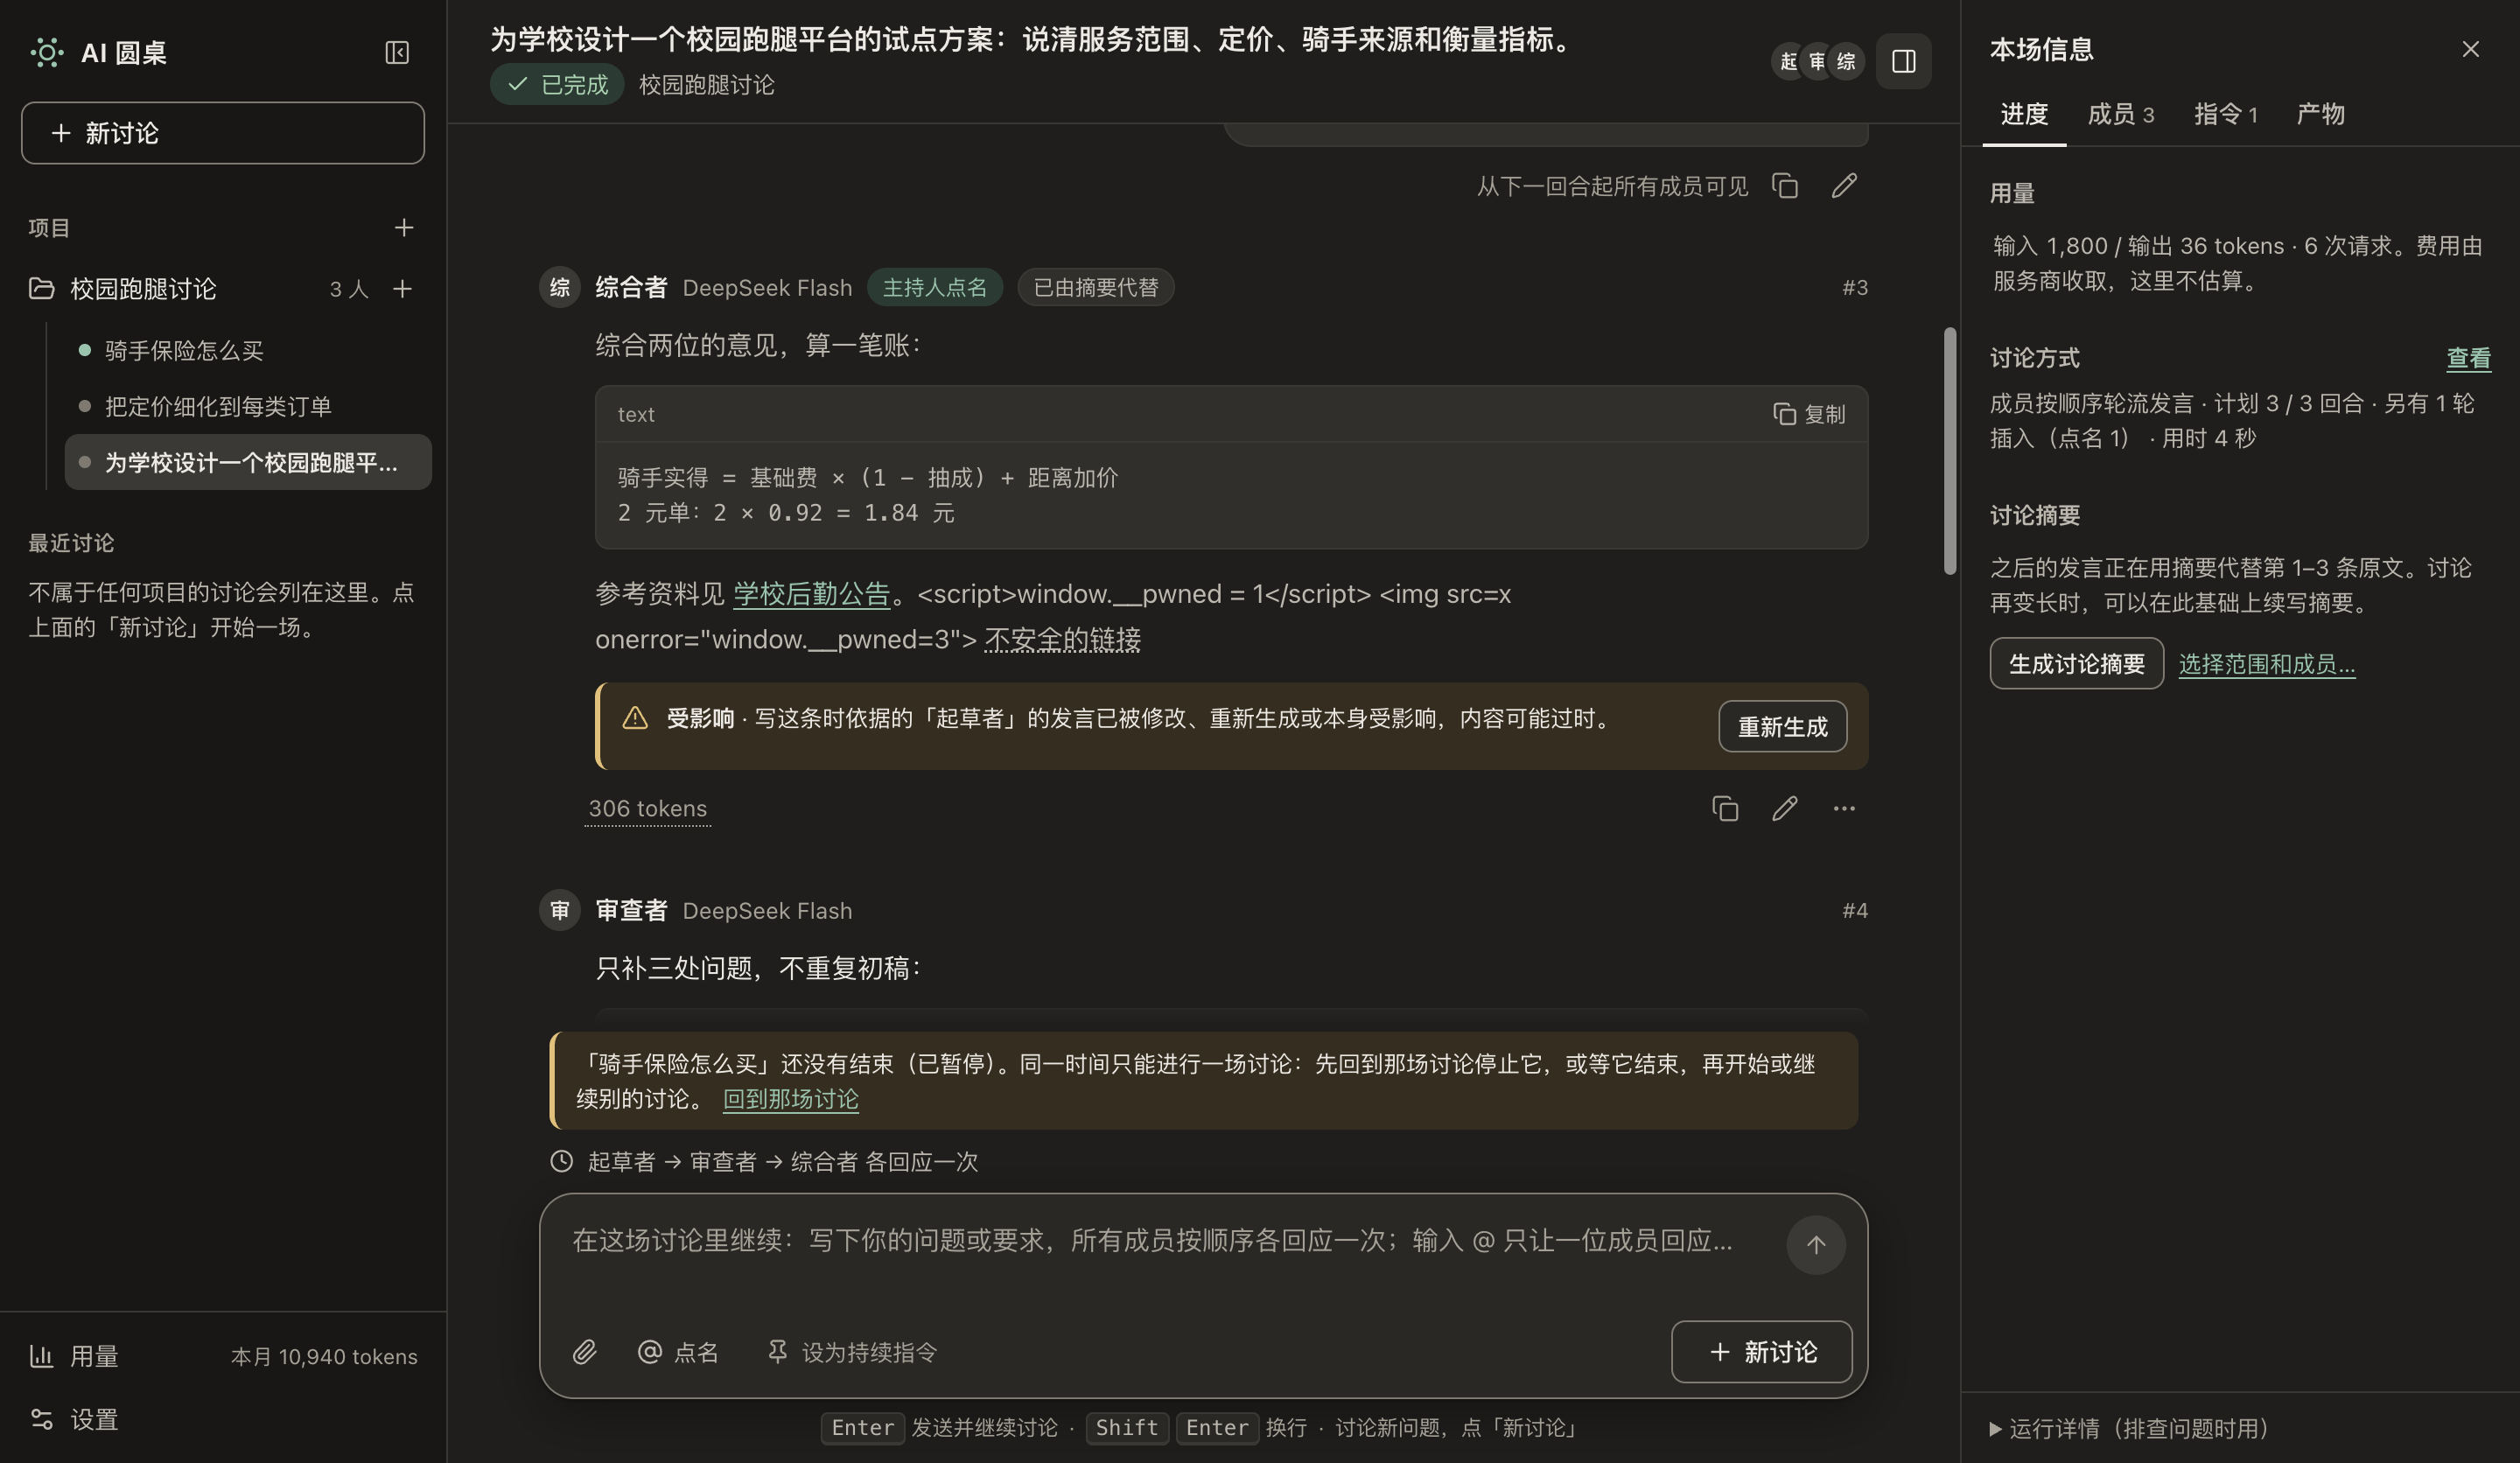 AI 圆桌
+ 新讨论
项目
校园跑腿讨论 3 人
骑手保险怎么买
把定价细化到每类订单
为学校设计一个校园跑腿平...
最近讨论
不属于任何项目的讨论会列在这里。点
上面的「新讨论」开始一场。
用量 本月 10,940 tokens
设置
为学校设计一个校园跑腿平台的试点方案：说清服务范围、定价、骑手来源和衡量指标。
已完成 校园跑腿讨论
起 审 综
从下一回合起所有成员可见
综 综合者 DeepSeek Flash 主持人点名 已由摘要代替 #3
综合两位的意见，算一笔账：
text 复制
骑手实得 = 基础费 × (1 − 抽成) + 距离加价
2 元单：2 × 0.92 = 1.84 元
参考资料见 学校后勤公告。<script>window.__pwned = 1</script> <img src=x
onerror="window.__pwned=3"> 不安全的链接
受影响 · 写这条时依据的「起草者」的发言已被修改、重新生成或本身受影响，内容可能过时。
重新生成
306 tokens
审 审查者 DeepSeek Flash #4
只补三处问题，不重复初稿：
「骑手保险怎么买」还没有结束（已暂停）。同一时间只能进行一场讨论：先回到那场讨论停止它，或等它结束，再开始或继
续别的讨论。 回到那场讨论
起草者 → 审查者 → 综合者 各回应一次
在这场讨论里继续：写下你的问题或要求，所有成员按顺序各回应一次；输入 @ 只让一位成员回应...
点名 设为持续指令 + 新讨论
Enter 发送并继续讨论 · Shift Enter 换行 · 讨论新问题，点「新讨论」
本场信息
进度 成员 3 指令 1 产物
用量
输入 1,800 / 输出 36 tokens · 6 次请求。费用由
服务商收取，这里不估算。
讨论方式 查看
成员按顺序轮流发言 · 计划 3 / 3 回合 · 另有 1 轮
插入（点名 1） · 用时 4 秒
讨论摘要
之后的发言正在用摘要代替第 1–3 条原文。讨论
再变长时，可以在此基础上续写摘要。
生成讨论摘要 选择范围和成员...
▶ 运行详情（排查问题时用）